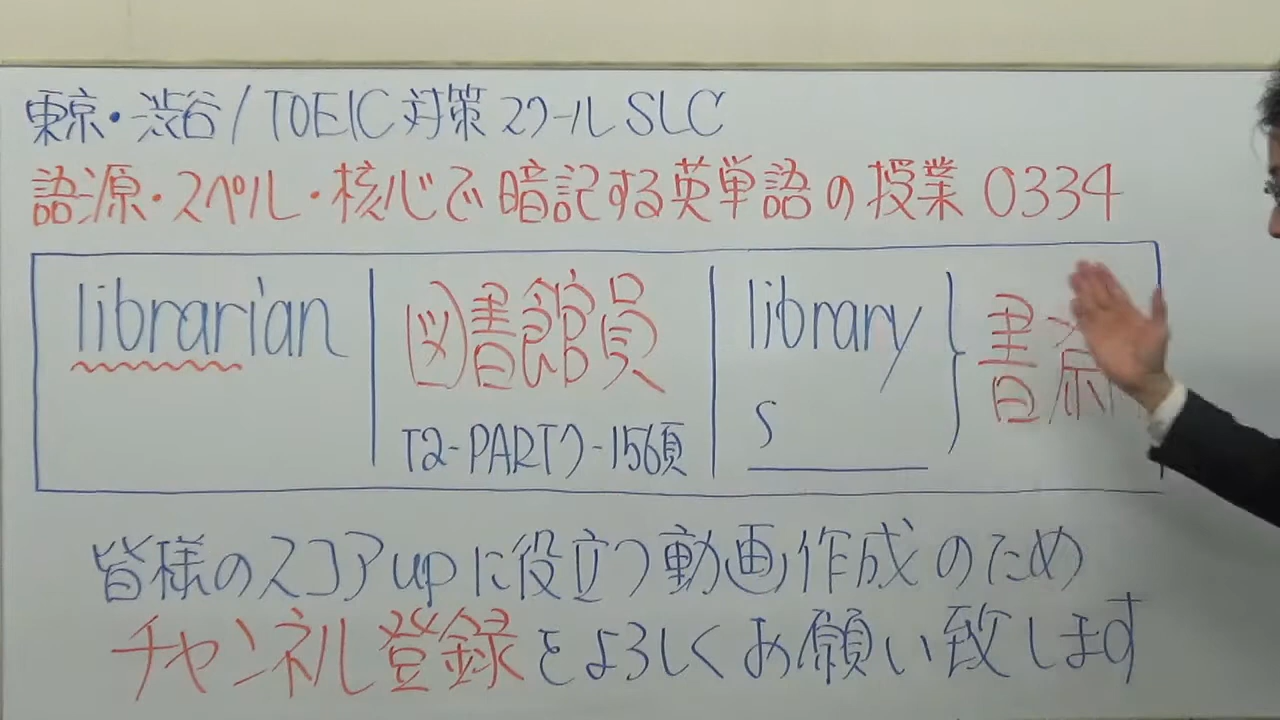 東京・渋谷/TOEIC対策スクールSLC
語源・スペル・核心で暗記する英単語の授業 0334
librarian
図書館員
T2-PART7-156頁
library
s
書斎
皆様のスコアupに役立つ動画作成のため
チャンネル登録をよろしくお願い致します